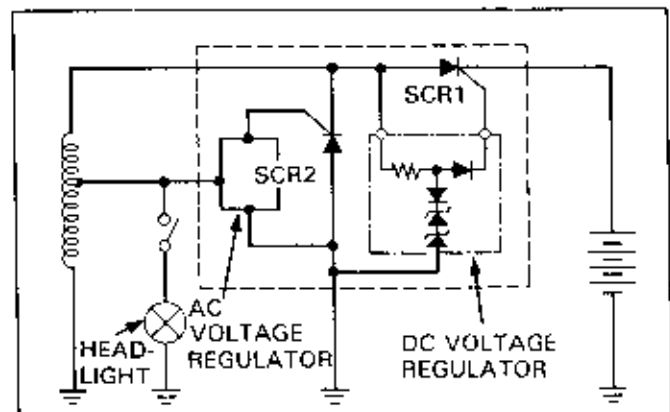 SCR1
SCR2
HEAD-
LIGHT
AC
VOLTAGE
REGULATOR
DC VOLTAGE
REGULATOR